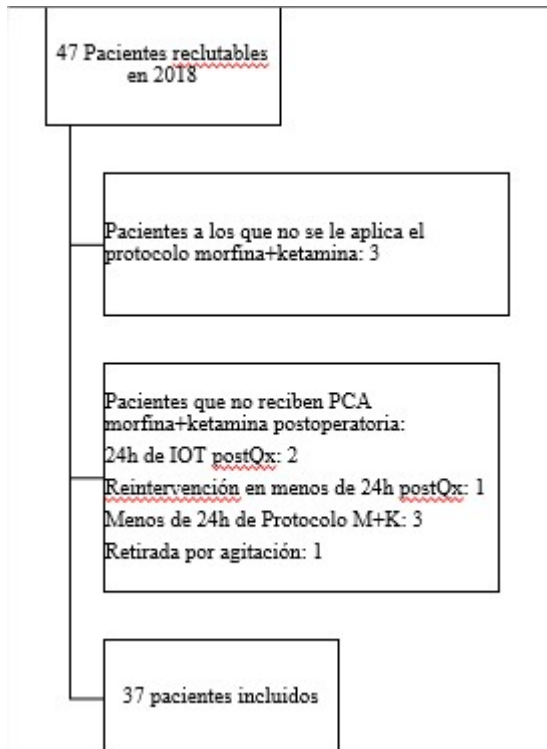 47 Pacientes reclutables
en 2018
Pacientes a los que no se le aplica el
protocolo morfina+ketamina: 3
Pacientes que no reciben PCA
morfina+ketamina postoperatoria:
24h de IOT postQx: 2
Reintervención en menos de 24h postQx: 1
Menos de 24h de Protocolo M+K: 3
Retirada por agitación: 1
37 pacientes incluidos